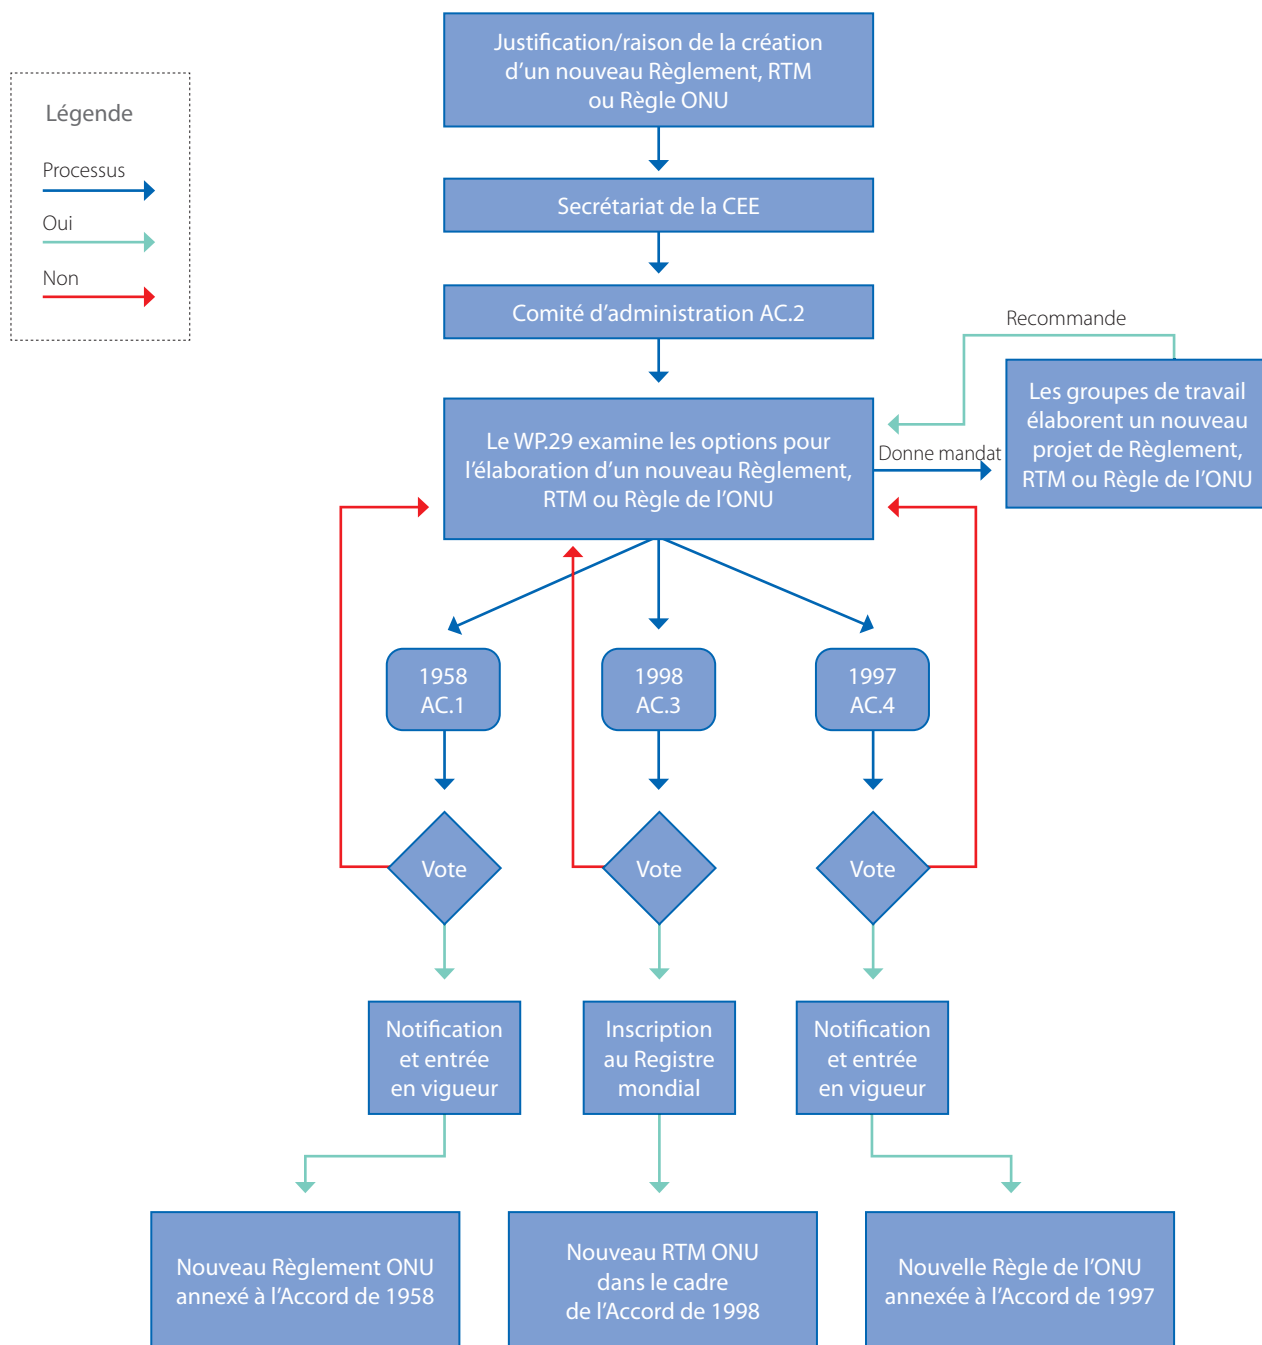 Justification/raison de la création
d’un nouveau Règlement, RTM
ou Règle ONU
Légende
Processus
Oui
Non
Secrétariat de la CEE
Comité d’administration AC.2
Recommande
Les groupes de travail
élaborent un nouveau
projet de Règlement,
RTM ou Règle de l’ONU
Le WP.29 examine les options pour
l’élaboration d’un nouveau Règlement,
RTM ou Règle de l’ONU
Donne mandat
1958
AC.1
1998
AC.3
1997
AC.4
Vote
Vote
Vote
Notification
et entrée
en vigueur
Inscription
au Registre
mondial
Notification
et entrée
en vigueur
Nouveau Règlement ONU
annexé à l’Accord de 1958
Nouveau RTM ONU
dans le cadre
de l’Accord de 1998
Nouvelle Règle de l’ONU
annexée à l’Accord de 1997